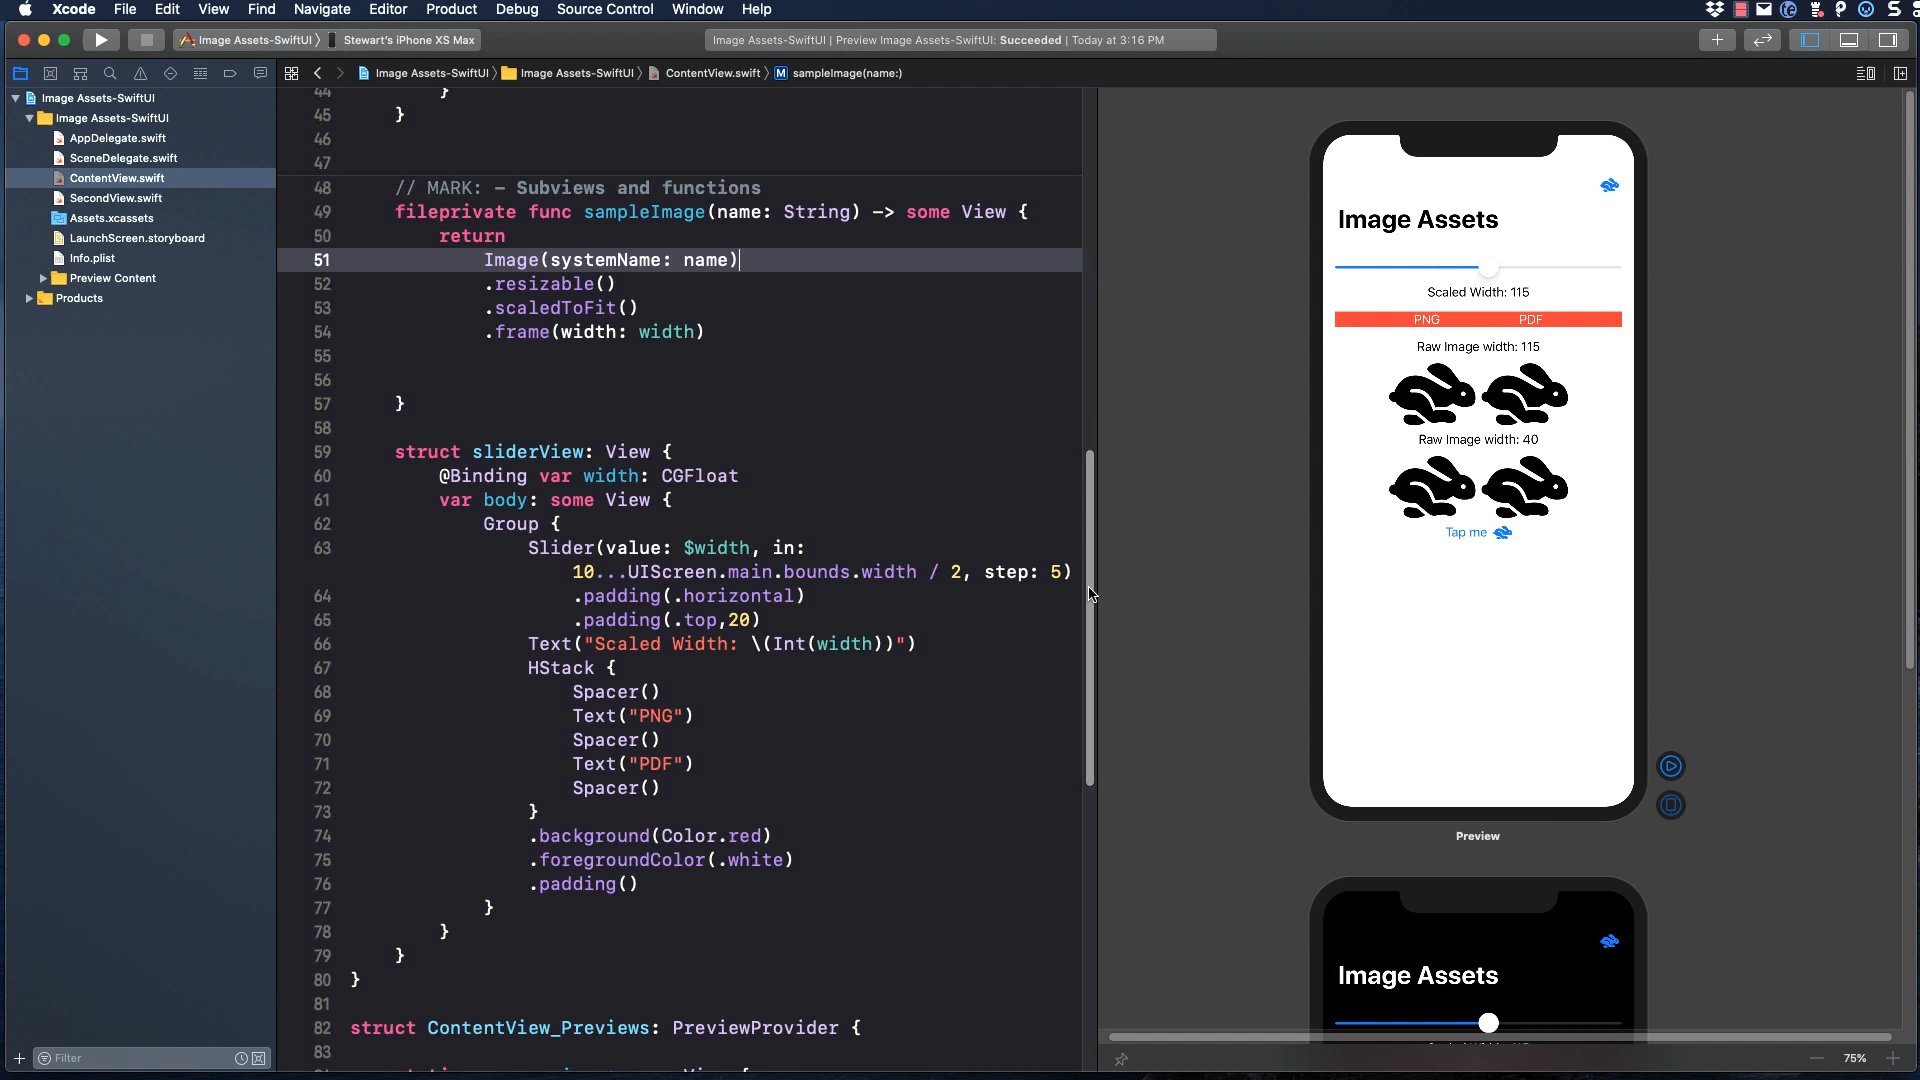 Xcode File Edit View Find Navigate Editor Product Debug Source Control Window Help
Image Assets-SwiftUI Stewart's iPhone XS Max
Image Assets-SwiftUI | Preview Image Assets-SwiftUI: Succeeded | Today at 3:16 PM
Image Assets-SwiftUI Image Assets-SwiftUI ContentView.swift M sampleImage(name:)
Image Assets-SwiftUI
Image Assets-SwiftUI
AppDelegate.swift
SceneDelegate.swift
ContentView.swift
SecondView.swift
Assets.xcassets
LaunchScreen.storyboard
Info.plist
Preview Content
Products
Filter
44 }
45 }
46
47
48 // MARK: – Subviews and functions
49 fileprivate func sampleImage(name: String) -> some View {
50 return
51 Image(systemName: name)
52 .resizable()
53 .scaledToFit()
54 .frame(width: width)
55
56
57 }
58
59 struct sliderView: View {
60 @Binding var width: CGFloat
61 var body: some View {
62 Group {
63 Slider(value: $width, in:
10...UIScreen.main.bounds.width / 2, step: 5)
64 .padding(.horizontal)
65 .padding(.top,20)
66 Text("Scaled Width: \(Int(width))")
67 HStack {
68 Spacer()
69 Text("PNG")
70 Spacer()
71 Text("PDF")
72 Spacer()
73 }
74 .background(Color.red)
75 .foregroundColor(.white)
76 .padding()
77 }
78 }
79 }
80 }
81
82 struct ContentView_Previews: PreviewProvider {
83
Image Assets
Scaled Width: 115
PNG PDF
Raw Image width: 115
Raw Image width: 40
Tap me
Preview
Image Assets
75%